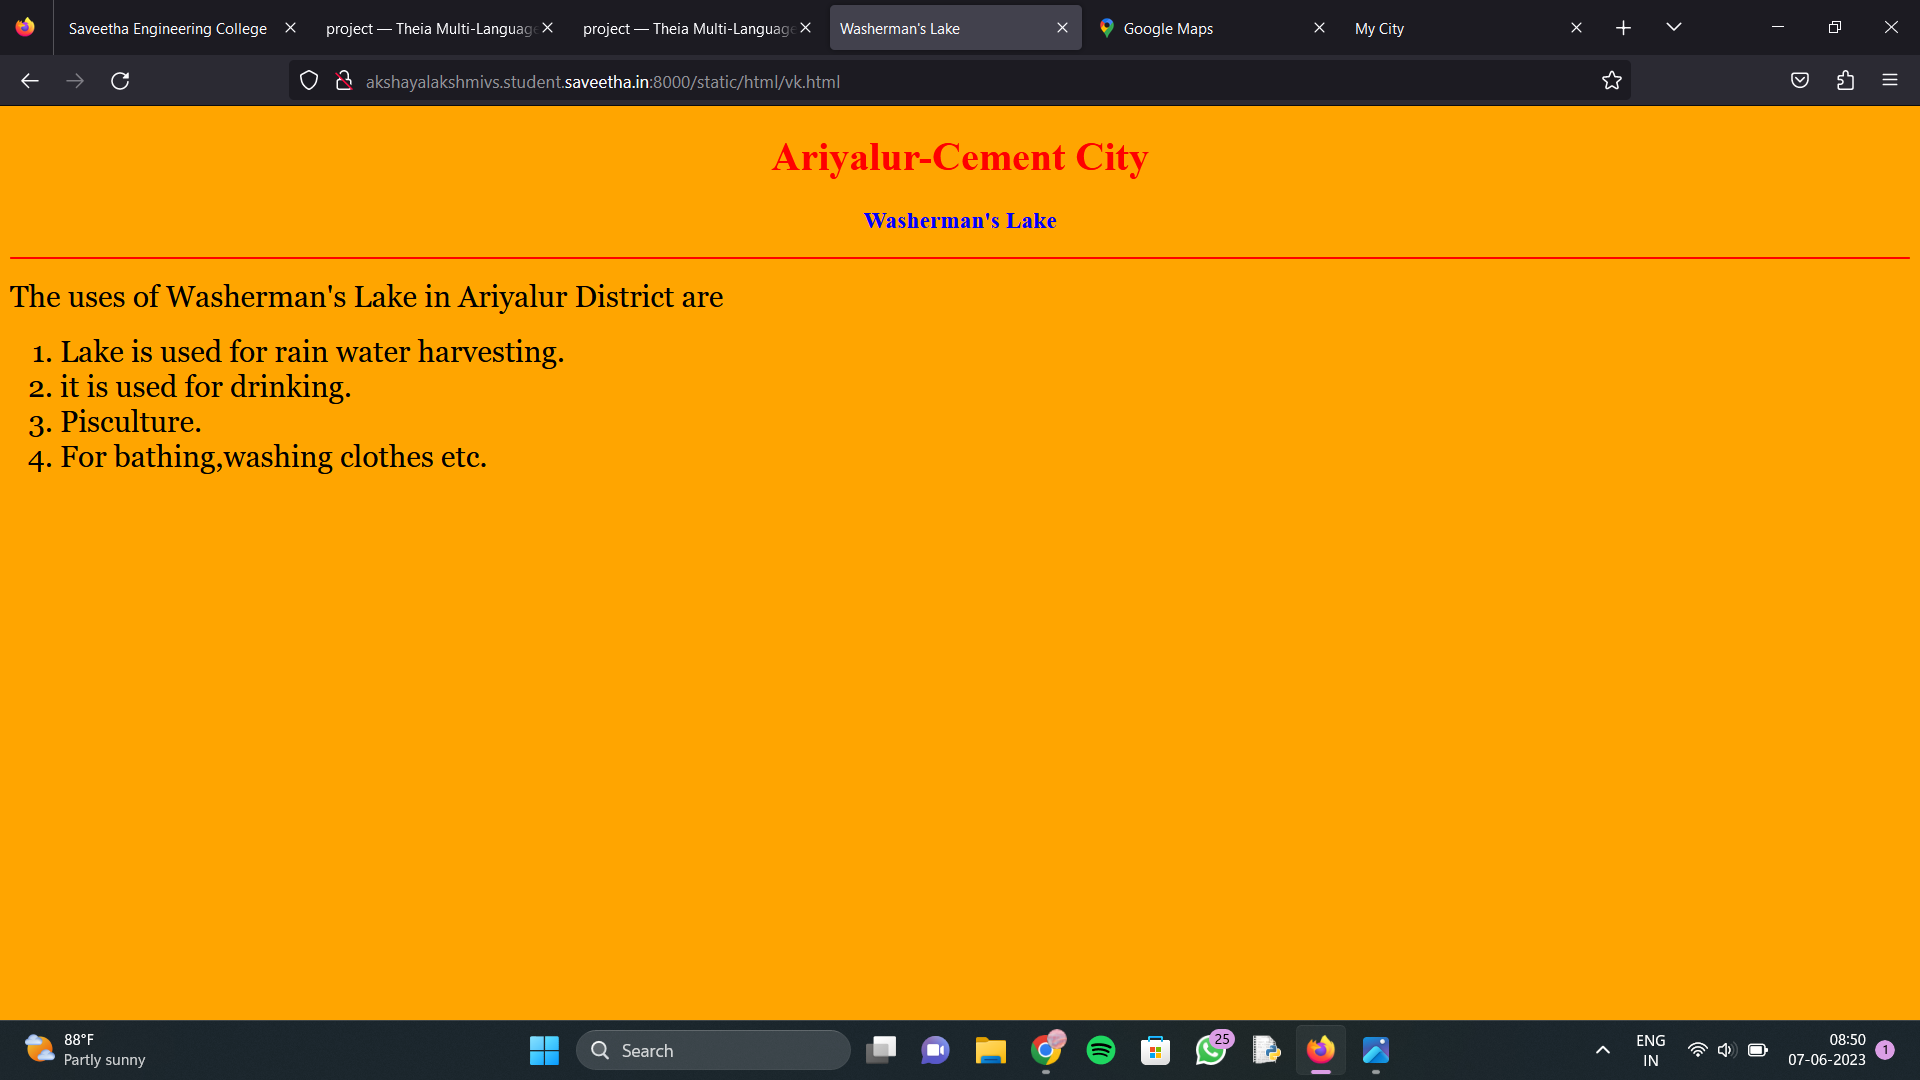 Saveetha Engineering College
project — Theia Multi-Language
project — Theia Multi-Language
Washerman's Lake
Google Maps
My City
akshayalakshmivs.student.saveetha.in:8000/static/html/vk.html
Ariyalur-Cement City
Washerman's Lake
The uses of Washerman's Lake in Ariyalur District are
1. Lake is used for rain water harvesting.
2. it is used for drinking.
3. Pisculture.
4. For bathing,washing clothes etc.
88°F
Partly sunny
Search
25
ENG
IN
08:50
07-06-2023
1